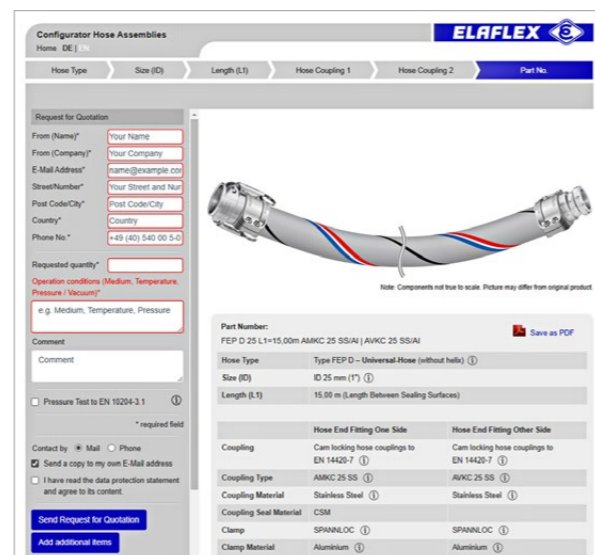 Configurator Hose Assemblies
Home DE | EN
ELAFLEX
Hose Type
Size (ID)
Length (L1)
Hose Coupling 1
Hose Coupling 2
Part No.
Request for Quotation
From (Name)*
Your Name
From (Company)*
Your Company
E-Mail Address*
name@example.co
Street/Number*
Your Street and Nur
Post Code/City*
Post Code/City
Country*
Country
Phone No.*
+49 (40) 540 00 5-0
Requested quantity*
Operation conditions (Medium, Temperature,
Pressure / Vacuum)*
e.g. Medium, Temperature, Pressure
Comment
Comment
Pressure Test to EN 10204-3.1
* required field
Contact by Mail Phone
Send a copy to my own E-Mail address
I have read the data protection statement
and agree to its content.
Send Request for Quotation
Add additional items
Note: Components not true to scale. Picture may differ from original product.
Part Number:
FEP D 25 L1=15,00m AMKC 25 SS/Al | AVKC 25 SS/Al
Save as PDF
Hose Type Type FEP D – Universal-Hose (without helix)
Size (ID) ID 25 mm (1")
Length (L1) 15,00 m (Length Between Sealing Surfaces)
Hose End Fitting One Side Hose End Fitting Other Side
Coupling Cam locking hose couplings to Cam locking hose couplings to
EN 14420-7 EN 14420-7
Coupling Type AMKC 25 SS AVKC 25 SS
Coupling Material Stainless Steel Stainless Steel
Coupling Seal Material CSM
Clamp SPANNLOC SPANNLOC
Clamp Material Aluminium Aluminium